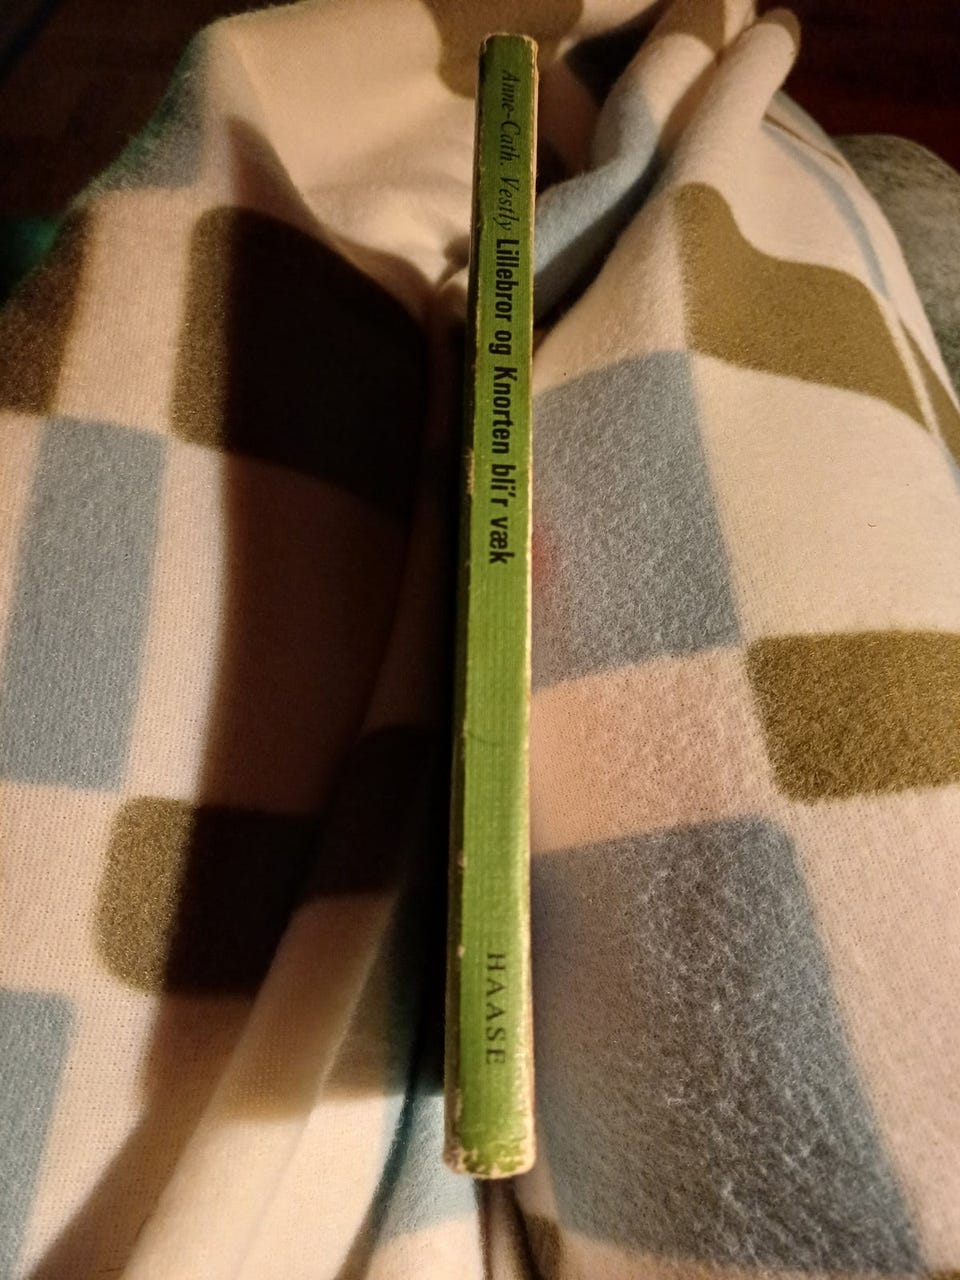 Anne-Cath. Vestly Lillebror og Knorten bli'r væk
HAASE